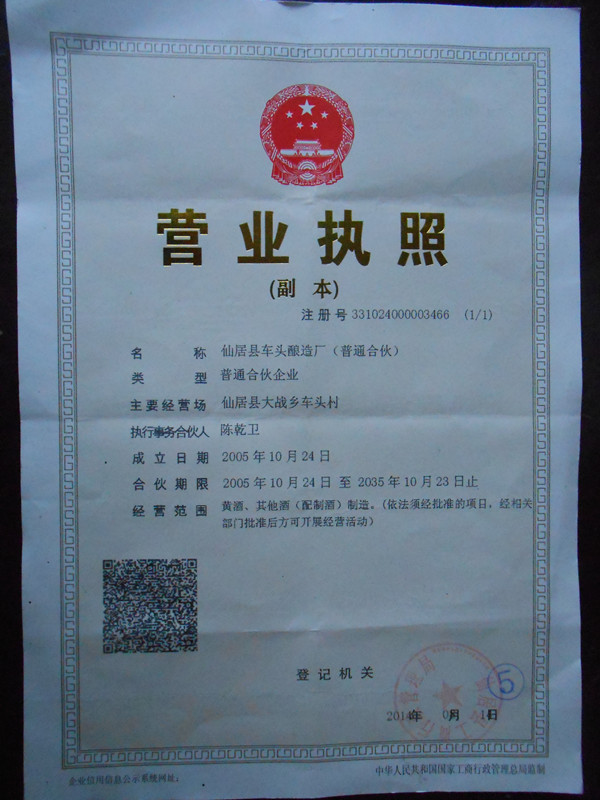 营业执照
(副 本)
注册号 331024000003466 (1/1)
名 称 仙居县车头酿造厂（普通合伙）
类 型 普通合伙企业
主要经营场 仙居县大战乡车头村
执行事务合伙人 陈乾卫
成立日期 2005 年 10 月 24 日
合伙期限 2005 年 10 月 24 日 至 2035 年 10 月 23 日止
经营范围 黄酒、其他酒（配制酒）制造。(依法须经批准的项目，经相关
部门批准后方可开展经营活动)
登记机关
5
2014年 月 日
企业信用信息公示系统网址：
中华人民共和国国家工商行政管理总局监制